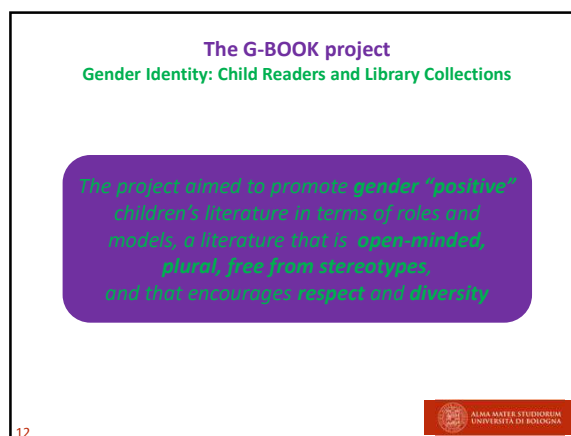 The G-BOOK project
Gender Identity: Child Readers and Library Collections
The project aimed to promote gender “positive”
children’s literature in terms of roles and
models, a literature that is open-minded,
plural, free from stereotypes,
and that encourages respect and diversity
ALMA MATER STUDIORUM
UNIVERSITÀ DI BOLOGNA
12